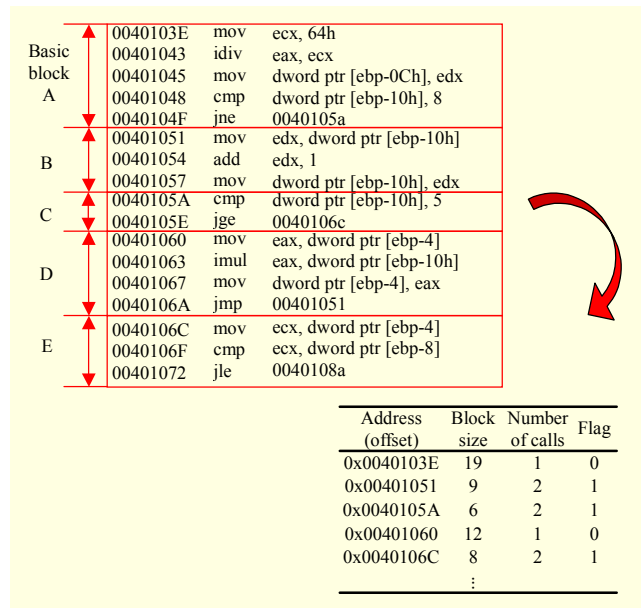 Basic block A
0040103E mov ecx, 64h
00401043 idiv eax, ecx
00401045 mov dword ptr [ebp-0Ch], edx
00401048 cmp dword ptr [ebp-10h], 8
0040104F jne 0040105a
B
00401051 mov edx, dword ptr [ebp-10h]
00401054 add edx, 1
00401057 mov dword ptr [ebp-10h], edx
C
0040105A cmp dword ptr [ebp-10h], 5
0040105E jge 0040106c
D
00401060 mov eax, dword ptr [ebp-4]
00401063 imul eax, dword ptr [ebp-10h]
00401067 mov dword ptr [ebp-4], eax
0040106A jmp 00401051
E
0040106C mov ecx, dword ptr [ebp-4]
0040106F cmp ecx, dword ptr [ebp-8]
00401072 jle 0040108a
Address (offset) Block size Number of calls Flag
0x0040103E 19 1 0
0x00401051 9 2 1
0x0040105A 6 2 1
0x00401060 12 1 0
0x0040106C 8 2 1
⋮